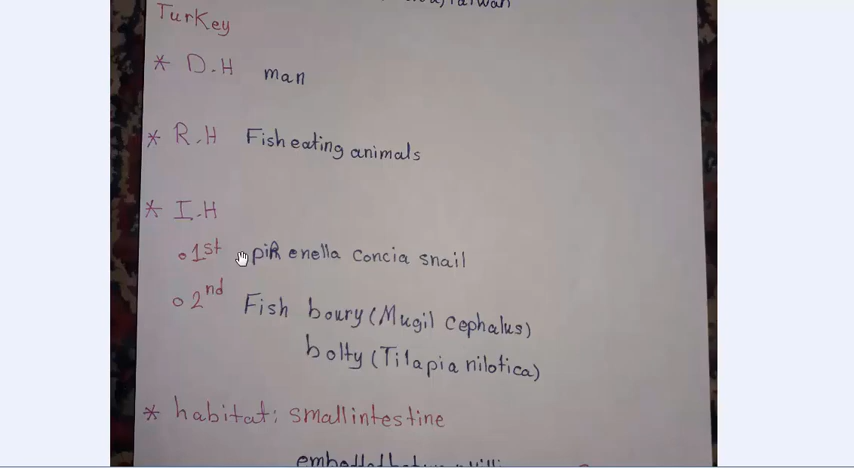 Taiwan
Turkey
* D.H man
* R.H Fish eating animals
* I.H
o 1st pirenella Concia snail
o 2nd Fish boury (Mugil Cephalus)
bolty (Tilapia nilotica)
* habitat: small intestine